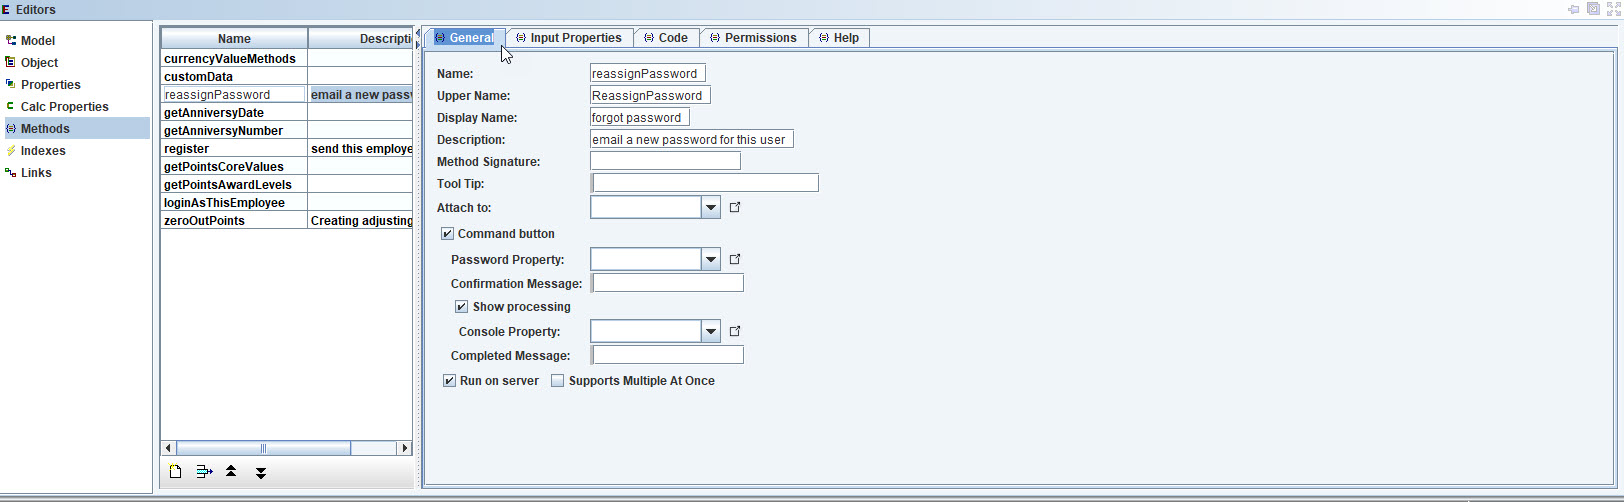 Editors
Model
Object
Properties
Calc Properties
Methods
Indexes
Links
Name Descripti
currencyValueMethods
customData
reassignPassword email a new passw
getAnniversyDate
getAnniversyNumber
register send this employe
getPointsCoreValues
getPointsAwardLevels
loginAsThisEmployee
zeroOutPoints Creating adjusting
General Input Properties Code Permissions Help
Name: reassignPassword
Upper Name: ReassignPassword
Display Name: forgot password
Description: email a new password for this user
Method Signature:
Tool Tip:
Attach to:
Command button
Password Property:
Confirmation Message:
Show processing
Console Property:
Completed Message:
Run on server Supports Multiple At Once